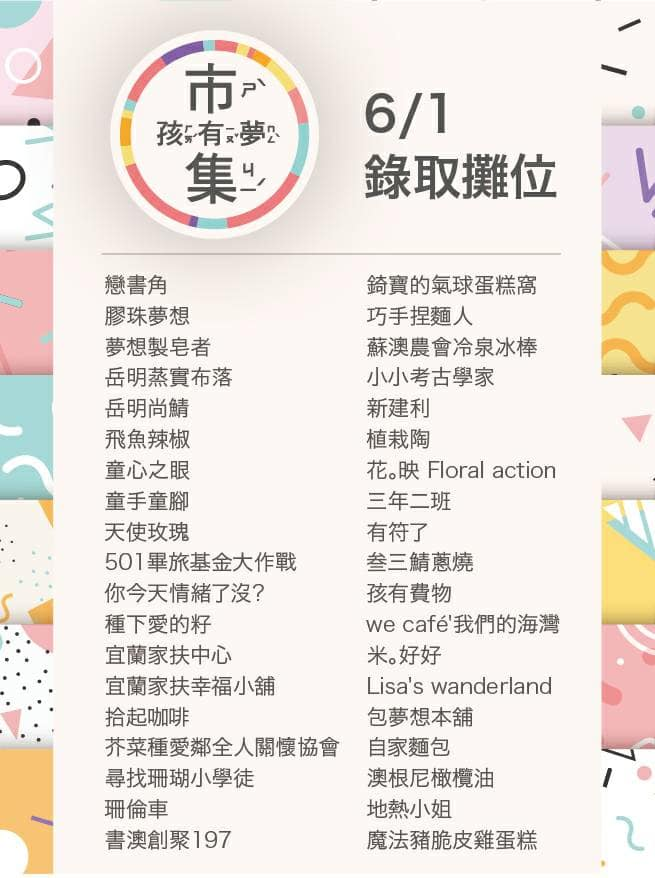 市ㄕˋ
孩ㄏㄞˊ有ㄧㄡˇ夢ㄇㄥˋ
集ㄐㄧˊ
6/1
錄取攤位
戀書角
膠珠夢想
夢想製皂者
岳明蒸實布落
岳明尚鯖
飛魚辣椒
童心之眼
童手童腳
天使玫瑰
501畢旅基金大作戰
你今天情緒了沒?
種下愛的籽
宜蘭家扶中心
宜蘭家扶幸福小舖
拾起咖啡
芥菜種愛鄰全人關懷協會
尋找珊瑚小學徒
珊倫車
書澳創聚197
錡寶的氣球蛋糕窩
巧手捏麵人
蘇澳農會冷泉冰棒
小小考古學家
新建利
植栽陶
花。映 Floral action
三年二班
有符了
叁三鯖蔥燒
孩有費物
we café'我們的海灣
米。好好
Lisa's wanderland
包夢想本舖
自家麵包
澳根尼橄欖油
地熱小姐
魔法豬脆皮雞蛋糕